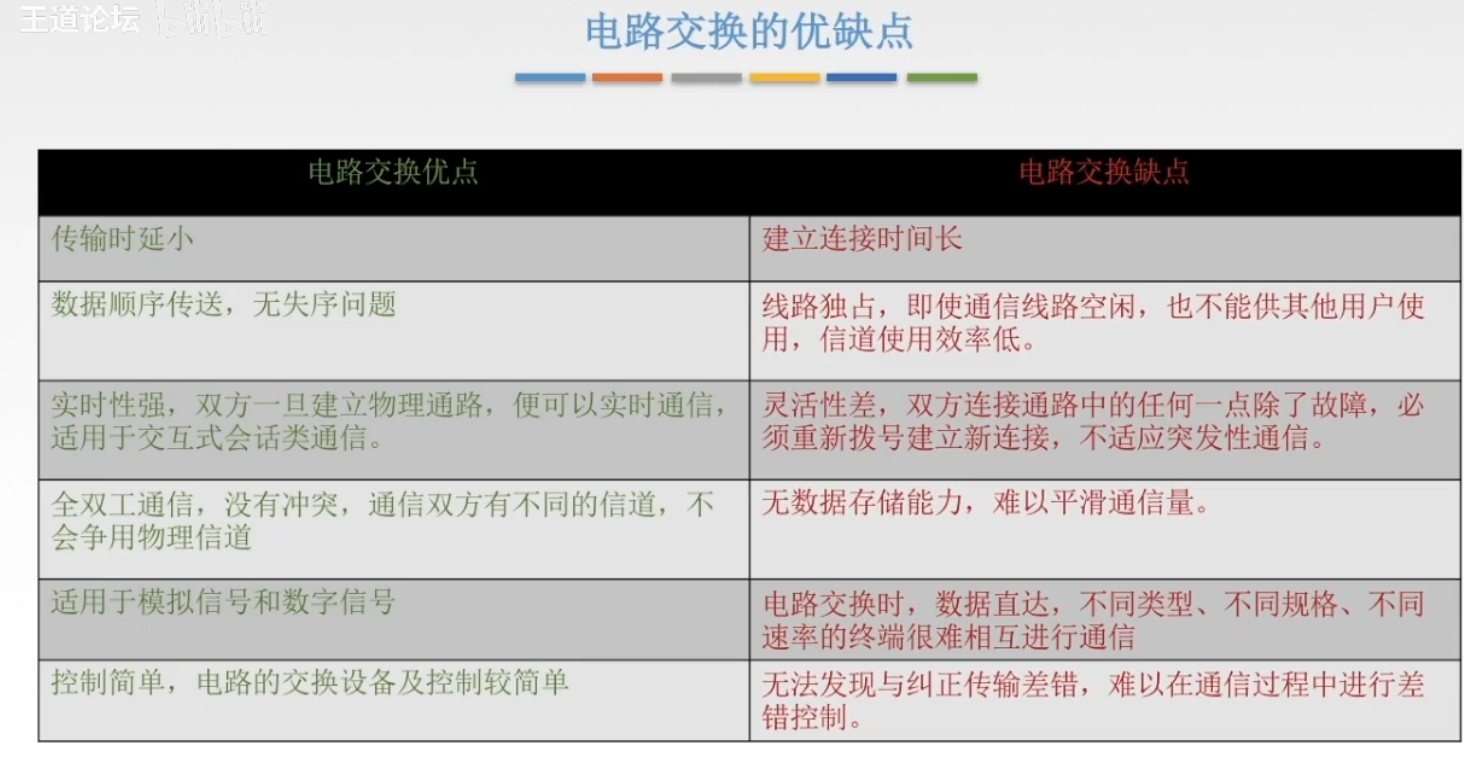 王道论坛 bilibili
电路交换的优缺点
电路交换优点
电路交换缺点
传输时延小
建立连接时间长
数据顺序传送，无失序问题
线路独占，即使通信线路空闲，也不能供其他用户使
用，信道使用效率低。
实时性强，双方一旦建立物理通路，便可以实时通信，
适用于交互式会话类通信。
灵活性差，双方连接通路中的任何一点除了故障，必
须重新拨号建立新连接，不适应突发性通信。
全双工通信，没有冲突，通信双方有不同的信道，不
会争用物理信道
无数据存储能力，难以平滑通信量。
适用于模拟信号和数字信号
电路交换时，数据直达，不同类型、不同规格、不同
速率的终端很难相互进行通信
控制简单，电路的交换设备及控制较简单
无法发现与纠正传输差错，难以在通信过程中进行差
错控制。